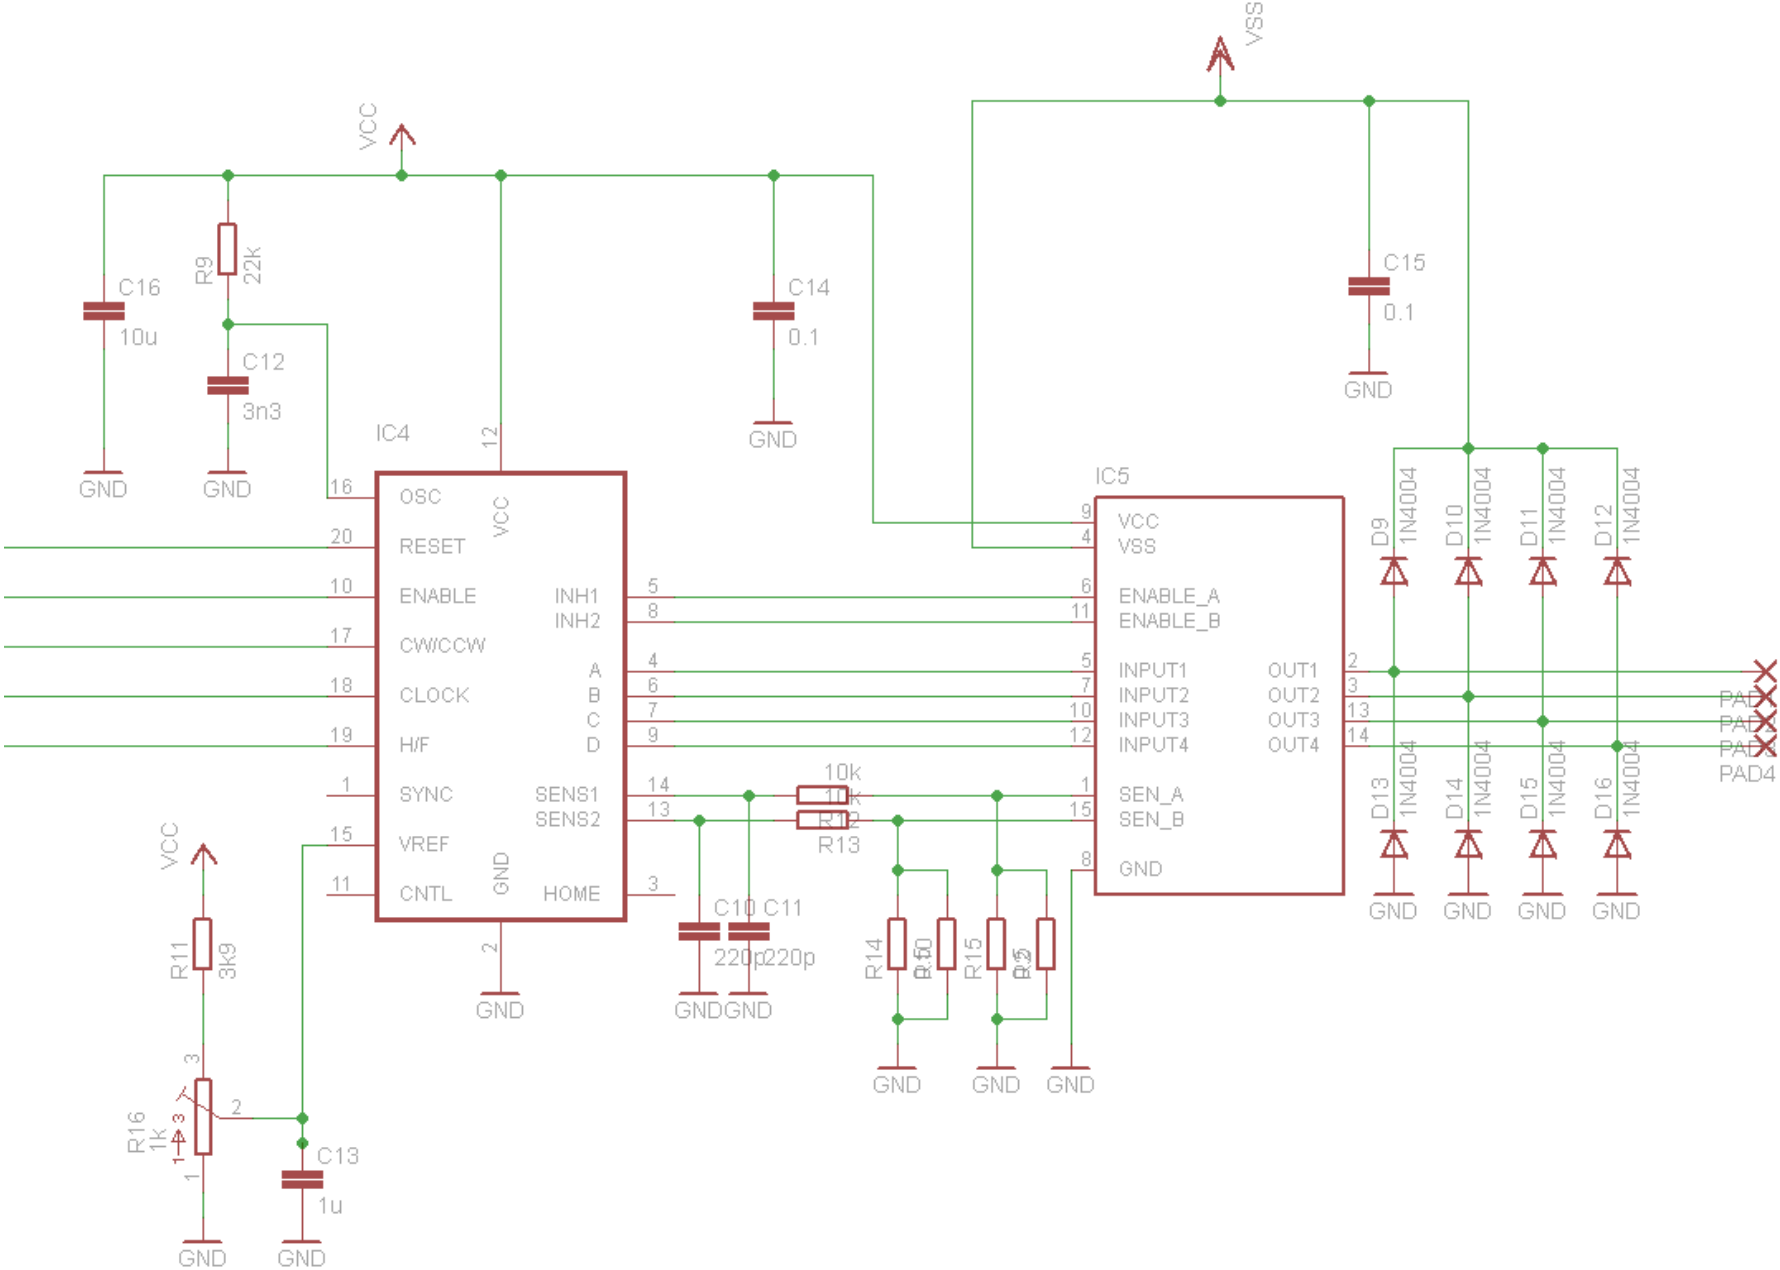 VSS
VCC
R9
22k
C16
10u
C12
3n3
C14
0.1
C15
0.1
GND
GND
GND
GND
IC4
12
VCC
16
OSC
20
RESET
10
ENABLE
17
CW/CCW
18
CLOCK
19
H/F
1
SYNC
15
VREF
11
CNTL
INH1
5
INH2
8
A
4
B
6
C
7
D
9
SENS1
14
SENS2
13
HOME
3
GND
2
GND
IC5
9
VCC
4
VSS
6
ENABLE_A
11
ENABLE_B
5
INPUT1
7
INPUT2
10
INPUT3
12
INPUT4
1
SEN_A
15
SEN_B
8
GND
OUT1
2
OUT2
3
OUT3
13
OUT4
14
D9
1N4004
D10
1N4004
D11
1N4004
D12
1N4004
PAD4
D13
1N4004
D14
1N4004
D15
1N4004
D16
1N4004
GND
GND
GND
GND
10k
10k
R12
R13
C10
220p
C11
220p
GND
GND
R14
R15
GND
GND
GND
VCC
R11
3k9
3
R16
1k
3
1
2
1
C13
1u
GND
GND